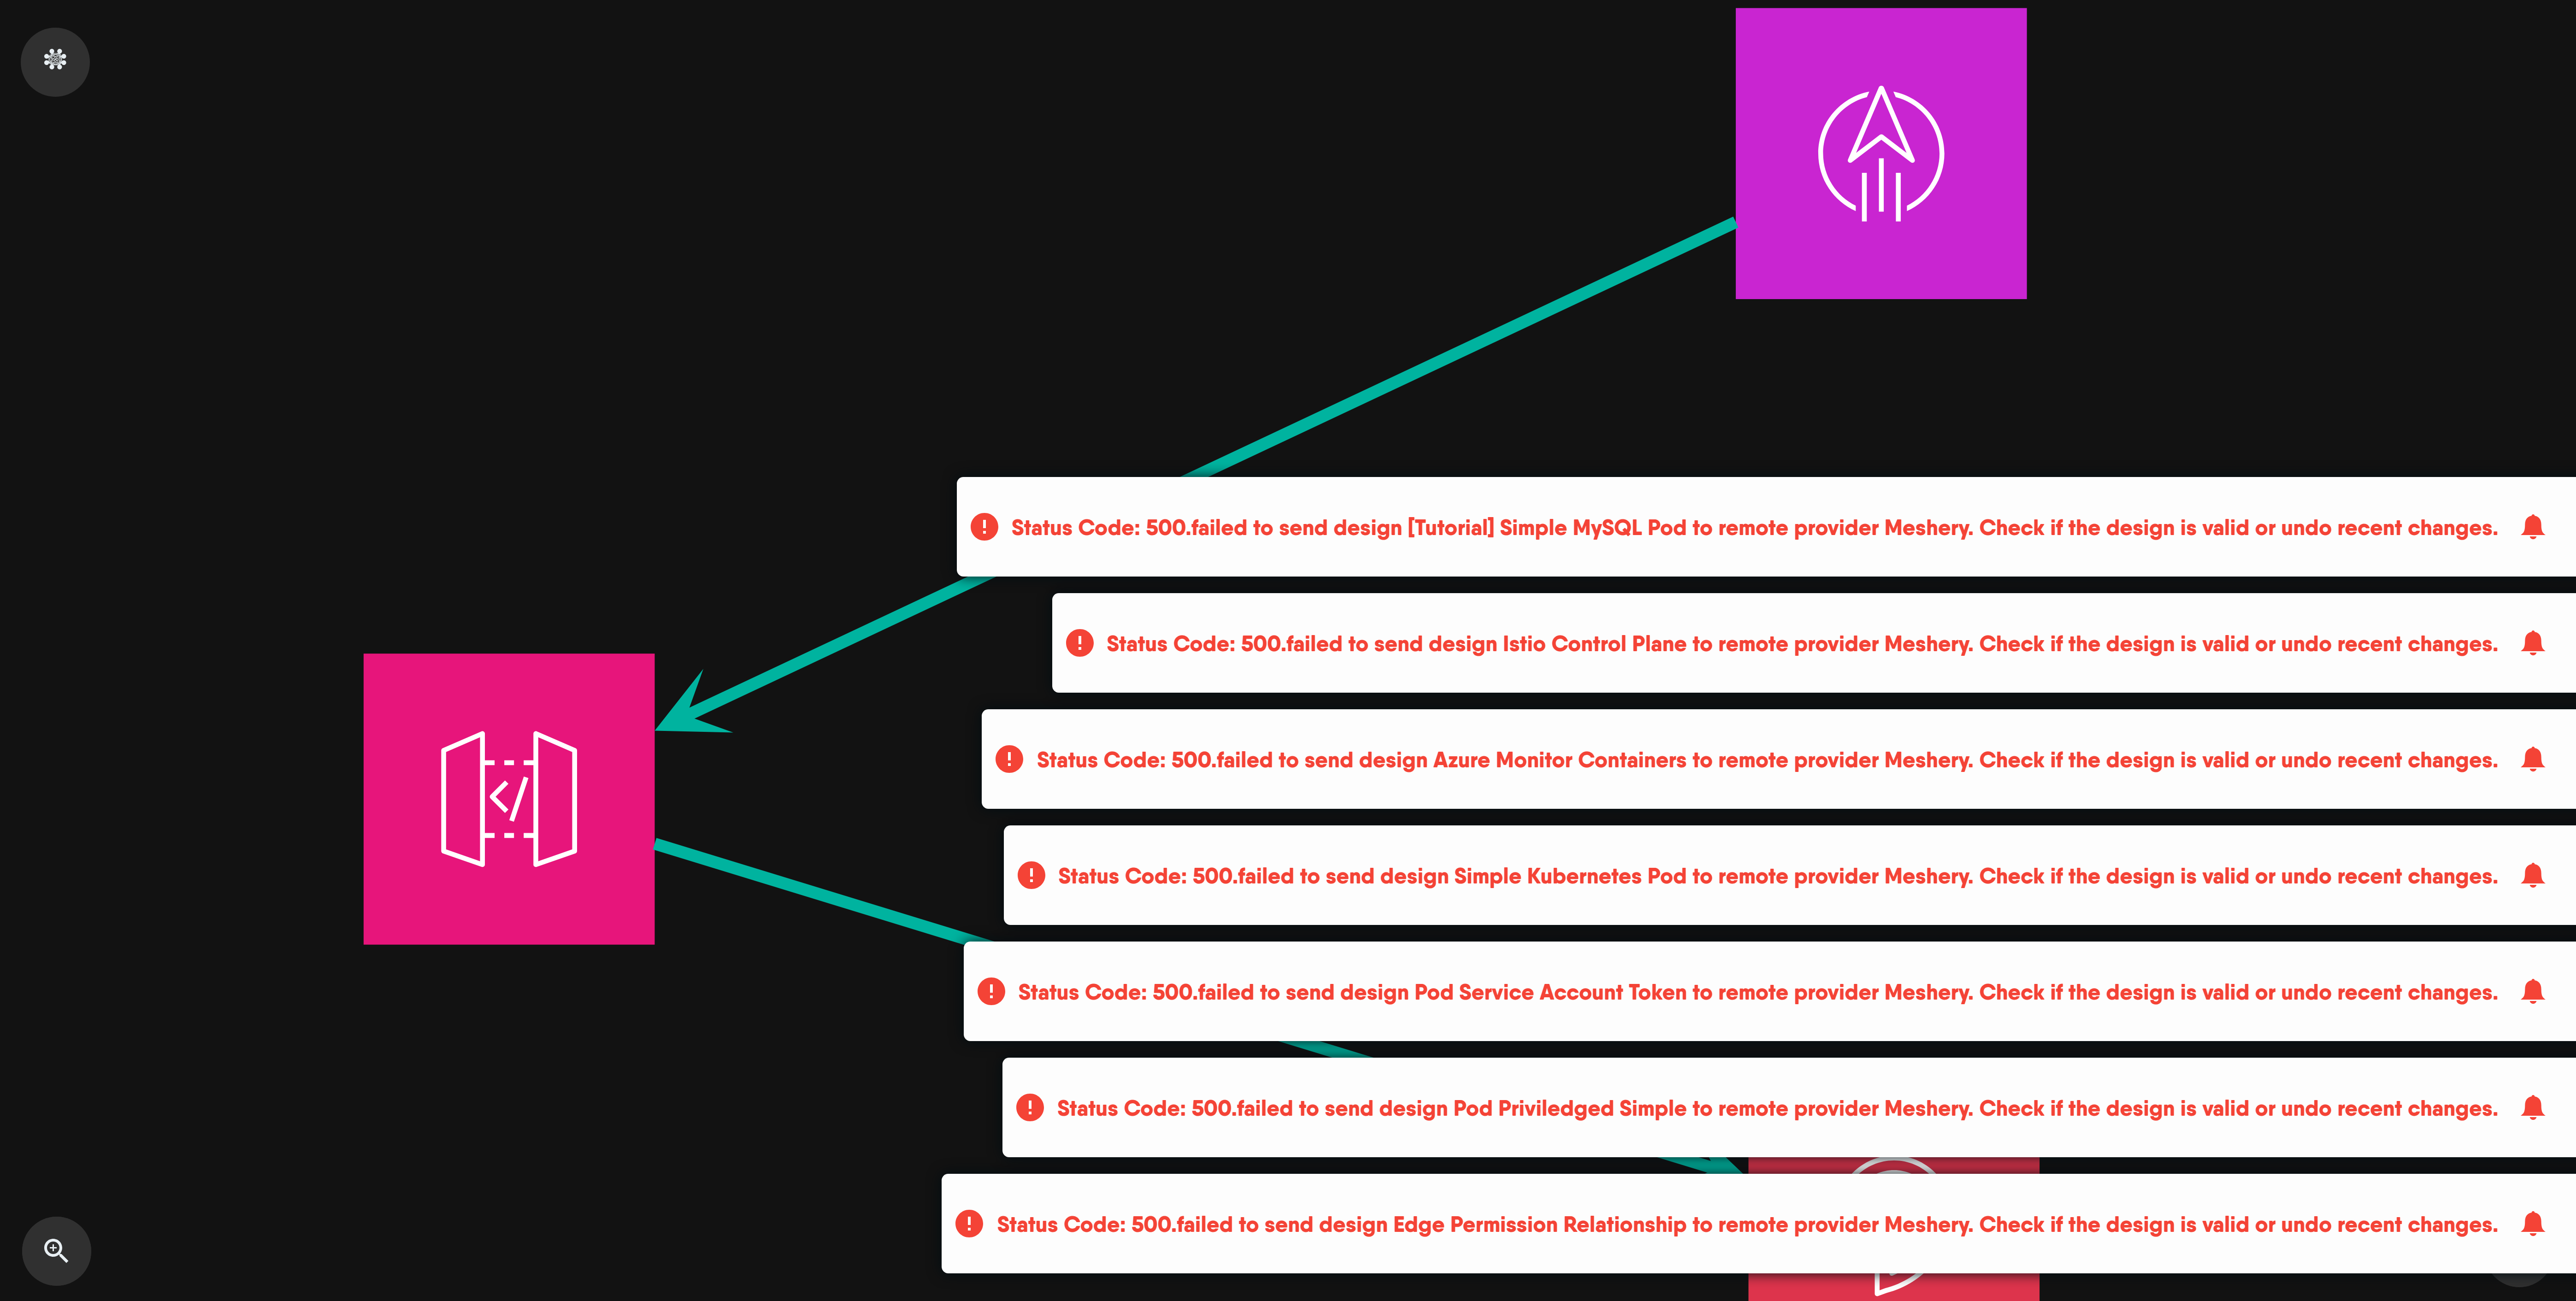 Status Code: 500.failed to send design [Tutorial] Simple MySQL Pod to remote provider Meshery. Check if the design is valid or undo recent changes.
Status Code: 500.failed to send design Istio Control Plane to remote provider Meshery. Check if the design is valid or undo recent changes.
Status Code: 500.failed to send design Azure Monitor Containers to remote provider Meshery. Check if the design is valid or undo recent changes.
Status Code: 500.failed to send design Simple Kubernetes Pod to remote provider Meshery. Check if the design is valid or undo recent changes.
Status Code: 500.failed to send design Pod Service Account Token to remote provider Meshery. Check if the design is valid or undo recent changes.
Status Code: 500.failed to send design Pod Priviledged Simple to remote provider Meshery. Check if the design is valid or undo recent changes.
Status Code: 500.failed to send design Edge Permission Relationship to remote provider Meshery. Check if the design is valid or undo recent changes.